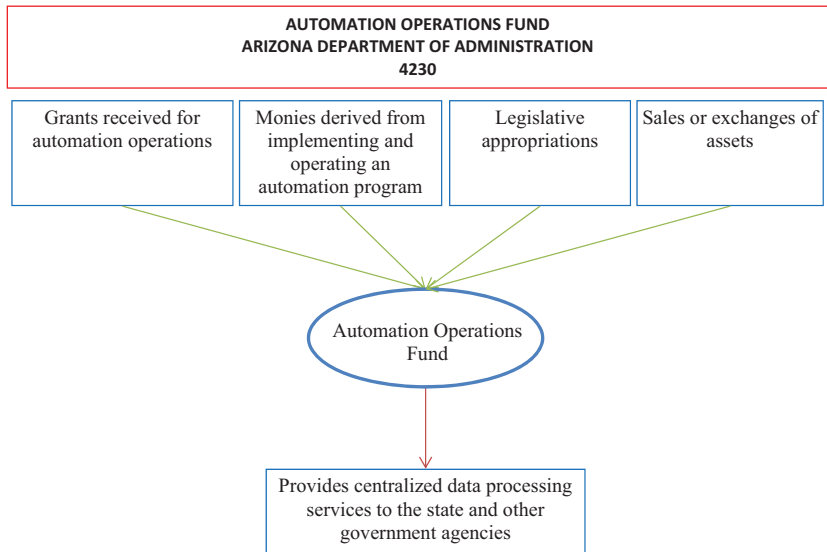 AUTOMATION OPERATIONS FUND
ARIZONA DEPARTMENT OF ADMINISTRATION
4230
Grants received for
automation operations
Monies derived from
implementing and
operating an
automation program
Legislative
appropriations
Sales or exchanges of
assets
Automation Operations
Fund
Provides centralized data processing
services to the state and other
government agencies